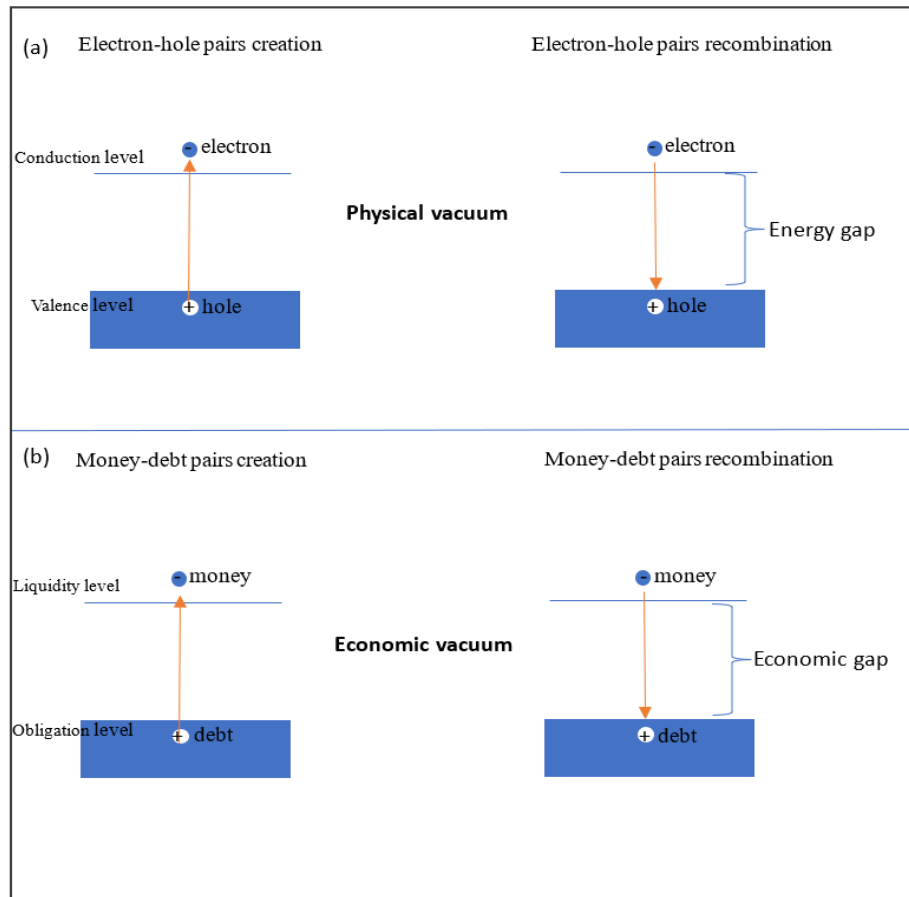 (a)
Electron-hole pairs creation
Electron-hole pairs recombination
- electron
- electron
Conduction level
Physical vacuum
Energy gap
Valence level
+ hole
+ hole
(b)
Money-debt pairs creation
Money-debt pairs recombination
- money
- money
Liquidity level
Economic vacuum
Economic gap
Obligation level
+ debt
+ debt